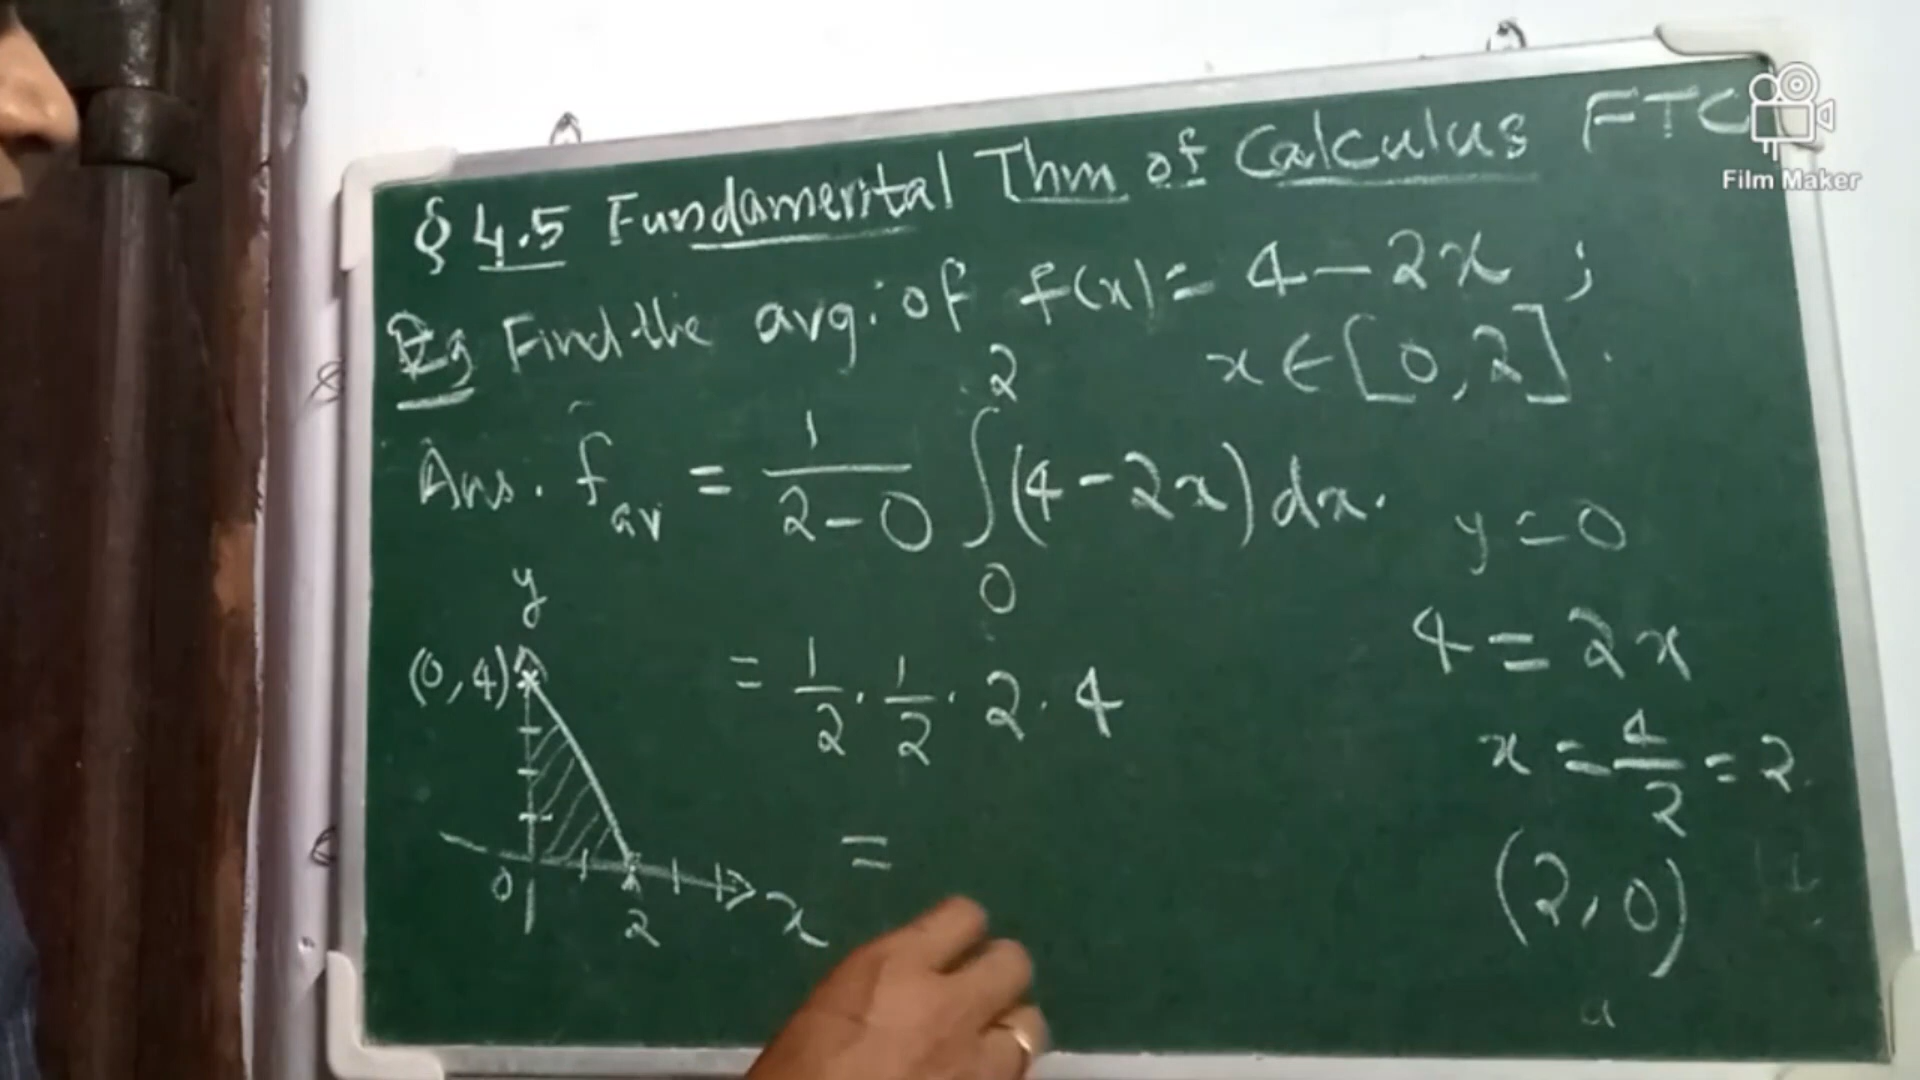 § 4.5 Fundamental Thm of Calculus FTC
Film Maker
Eg Find the avg. of f(x) = 4 - 2x ;
x ∈ [0, 2].
Ans. f_av = 1/(2-0) ∫_0^2 (4-2x) dx.
y = 0
4 = 2x
x = 4/2 = 2
(2, 0)
= 1/2 · 1/2 · 2 · 4
=
y
(0, 4)
0
2
x